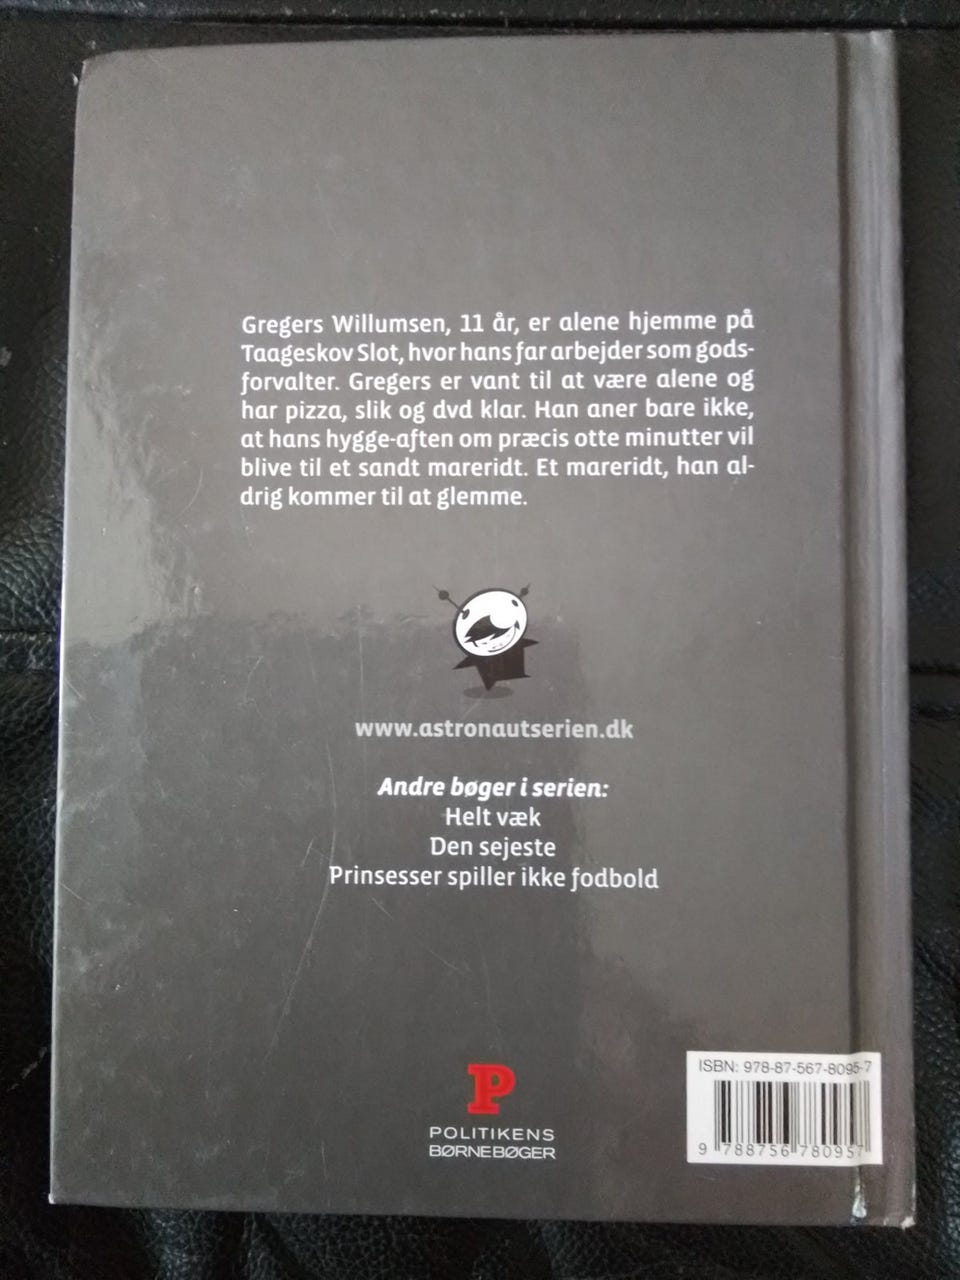 Gregers Willumsen, 11 år, er alene hjemme på
Taageskov Slot, hvor hans far arbejder som gods-
forvalter. Gregers er vant til at være alene og
har pizza, slik og dvd klar. Han aner bare ikke,
at hans hygge-aften om præcis otte minutter vil
blive til et sandt mareridt. Et mareridt, han al-
drig kommer til at glemme.
www.astronautserien.dk
Andre bøger i serien:
Helt væk
Den sejeste
Prinsesser spiller ikke fodbold
P
POLITIKENS
BØRNEBØGER
ISBN: 978-87-567-8095-7
9 788756 780957